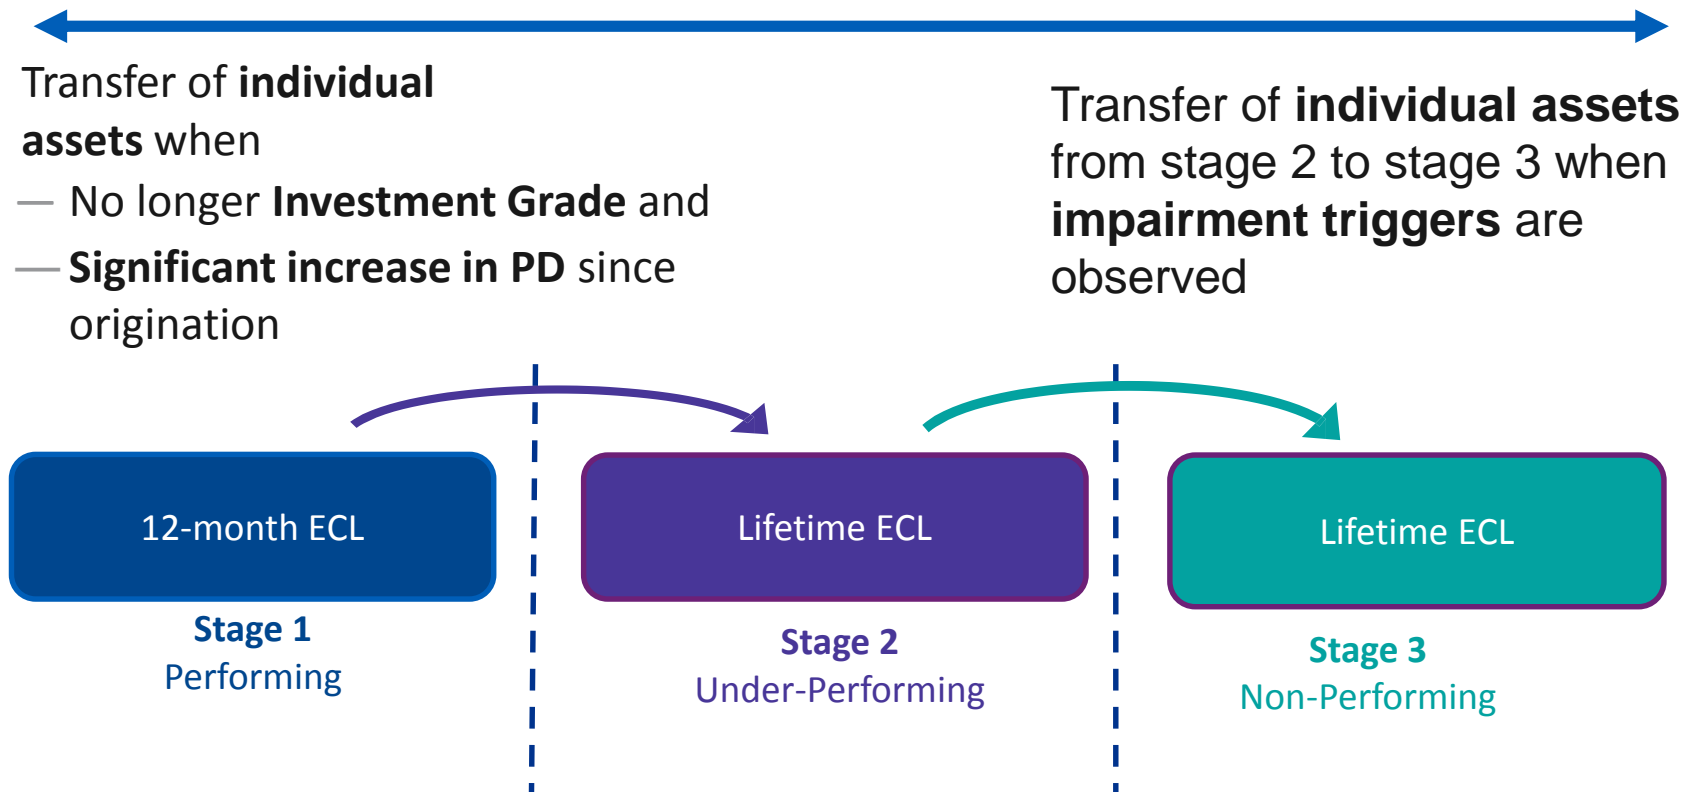 Transfer of individual
assets when
— No longer Investment Grade and
— Significant increase in PD since
origination
Transfer of individual assets
from stage 2 to stage 3 when
impairment triggers are
observed
12-month ECL
Stage 1
Performing
Lifetime ECL
Stage 2
Under-Performing
Lifetime ECL
Stage 3
Non-Performing